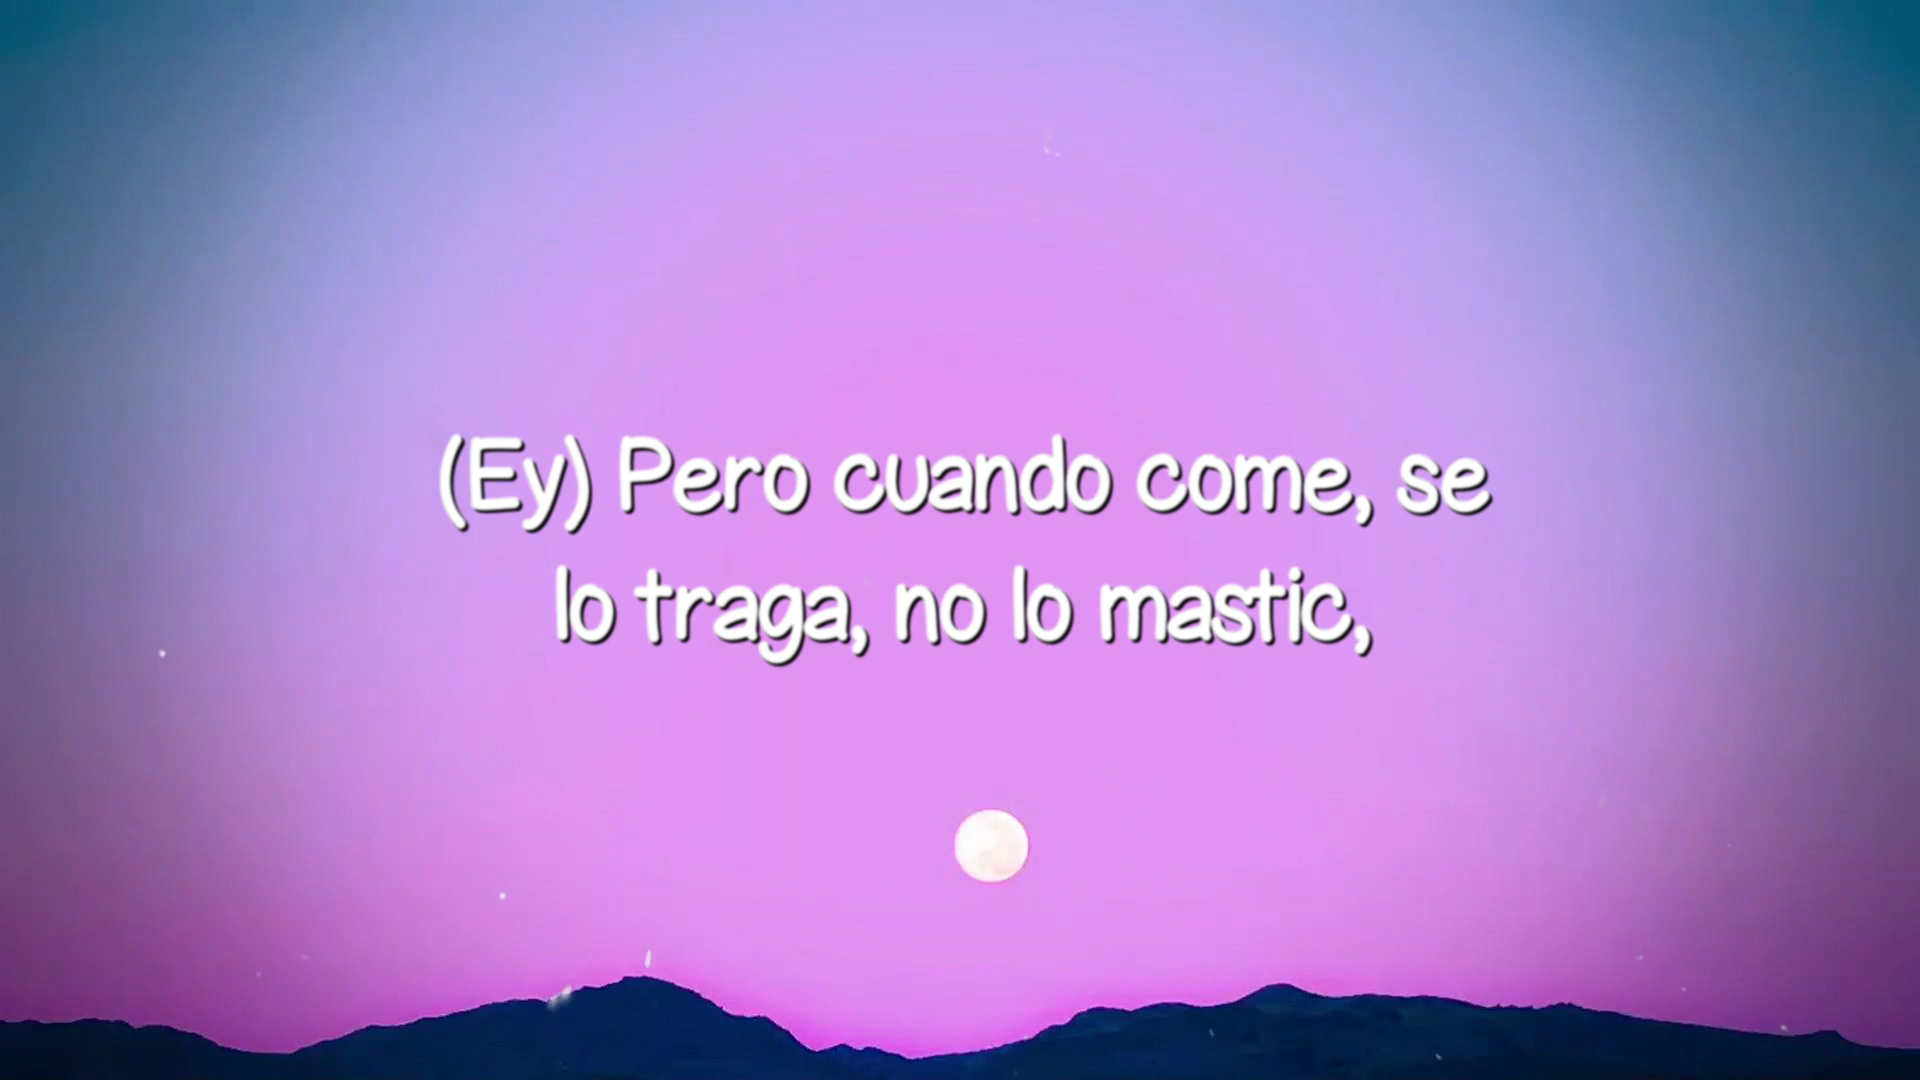 (Ey) Pero cuando come, se
lo traga, no lo mastic,